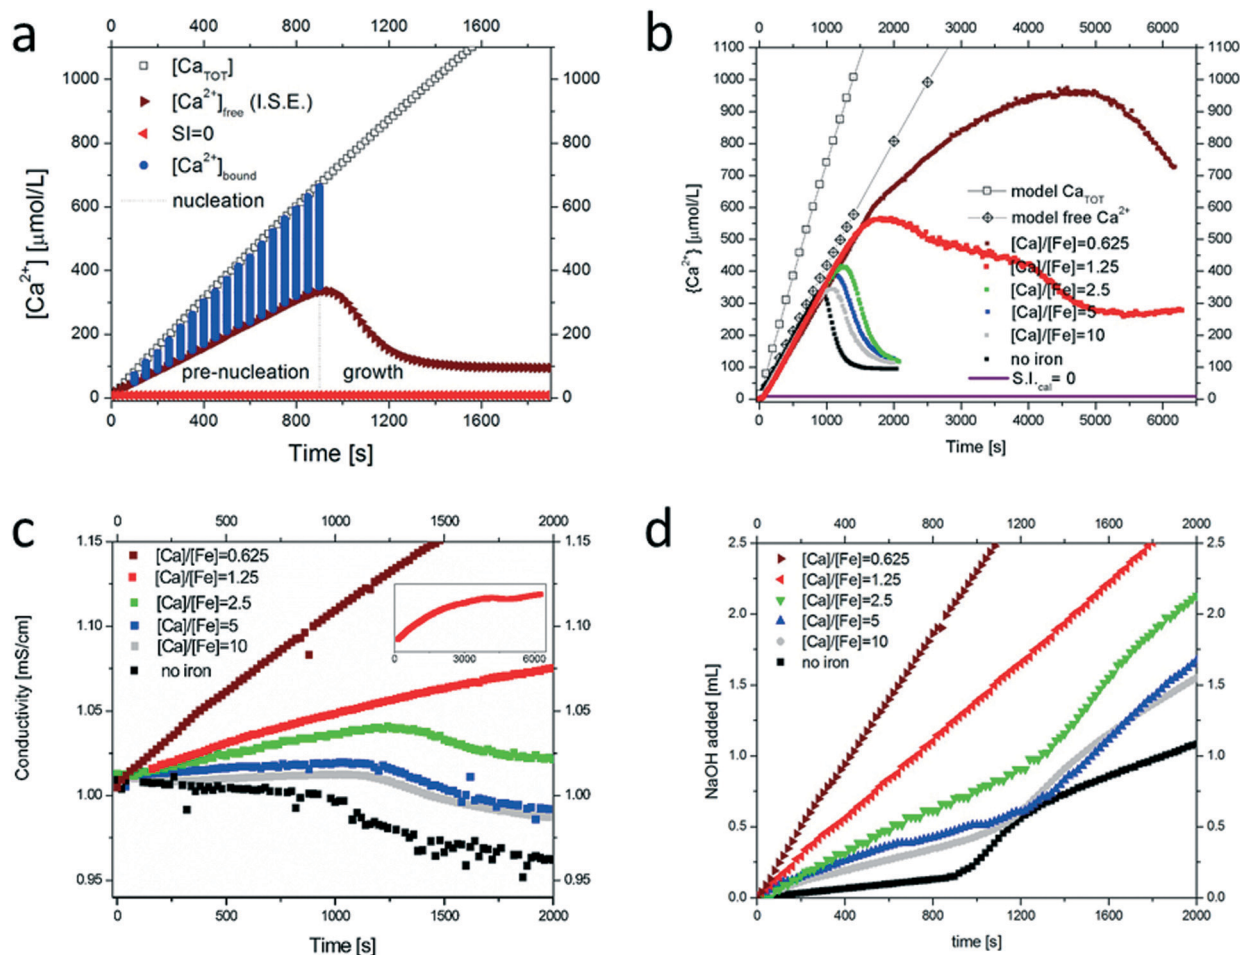 a
0 400 800 1200 1600
[Ca_TOT]
[Ca²⁺]_free (I.S.E.)
SI=0
[Ca²⁺]_bound
nucleation
pre-nucleation
growth
1000
800
600
400
200
0
1000
800
600
400
200
0
[Ca²⁺] [µmol/L]
0 400 800 1200 1600
Time [s]
b
0 1000 2000 3000 4000 5000 6000
1100
1000
900
800
700
600
500
400
300
200
100
0
1100
1000
900
800
700
600
500
400
300
200
100
0
{Ca²⁺} [µmol/L]
model Ca_TOT
model free Ca²⁺
[Ca]/[Fe]=0.625
[Ca]/[Fe]=1.25
[Ca]/[Fe]=2.5
[Ca]/[Fe]=5
[Ca]/[Fe]=10
no iron
S.I._cal= 0
0 1000 2000 3000 4000 5000 6000
Time [s]
c
0 500 1000 1500 2000
1.15
1.10
1.05
1.00
0.95
1.15
1.10
1.05
1.00
0.95
Conductivity [mS/cm]
[Ca]/[Fe]=0.625
[Ca]/[Fe]=1.25
[Ca]/[Fe]=2.5
[Ca]/[Fe]=5
[Ca]/[Fe]=10
no iron
0 3000 6000
0 500 1000 1500 2000
Time [s]
d
0 400 800 1200 1600 2000
2.5
2.0
1.5
1.0
0.5
0.0
2.5
2.0
1.5
1.0
0.5
0.0
NaOH added [mL]
[Ca]/[Fe]=0.625
[Ca]/[Fe]=1.25
[Ca]/[Fe]=2.5
[Ca]/[Fe]=5
[Ca]/[Fe]=10
no iron
0 400 800 1200 1600 2000
time [s]